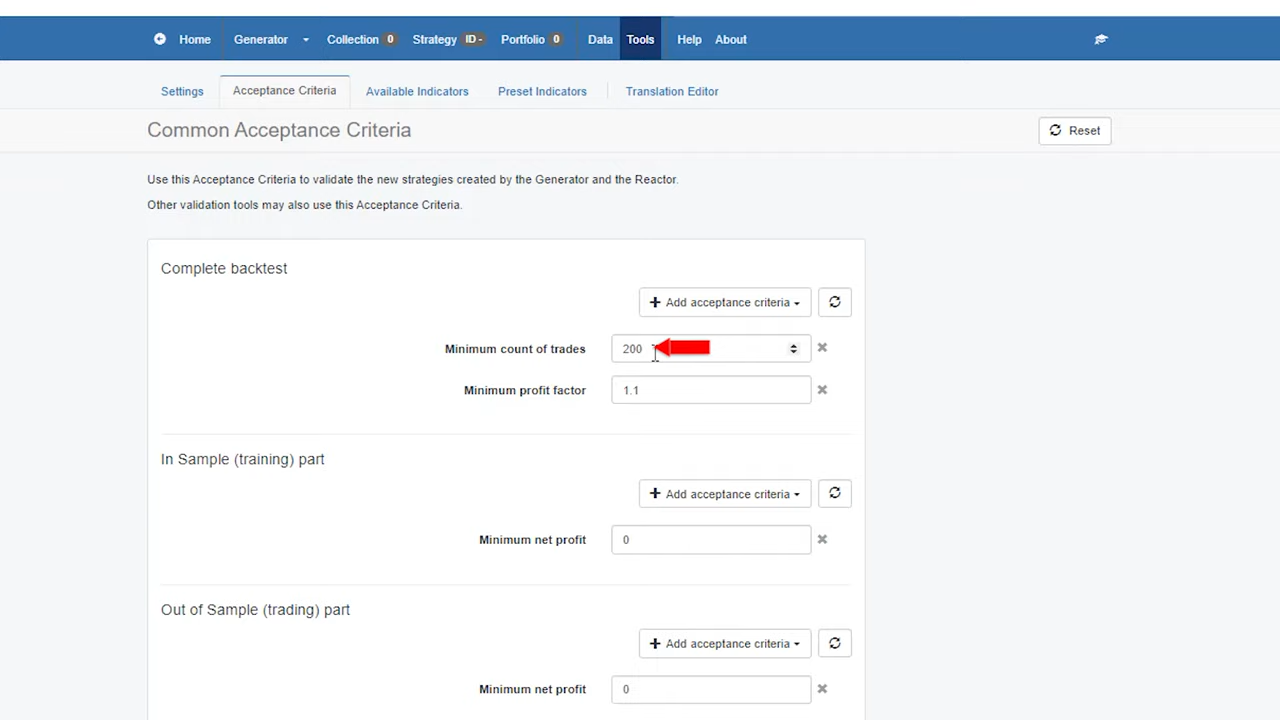 Home Generator Collection 0 Strategy ID - Portfolio 0 Data Tools Help About
Settings Acceptance Criteria Available Indicators Preset Indicators Translation Editor
Common Acceptance Criteria
Reset
Use this Acceptance Criteria to validate the new strategies created by the Generator and the Reactor.
Other validation tools may also use this Acceptance Criteria.
Complete backtest
Add acceptance criteria
Minimum count of trades 200
Minimum profit factor 1.1
In Sample (training) part
Add acceptance criteria
Minimum net profit 0
Out of Sample (trading) part
Add acceptance criteria
Minimum net profit 0